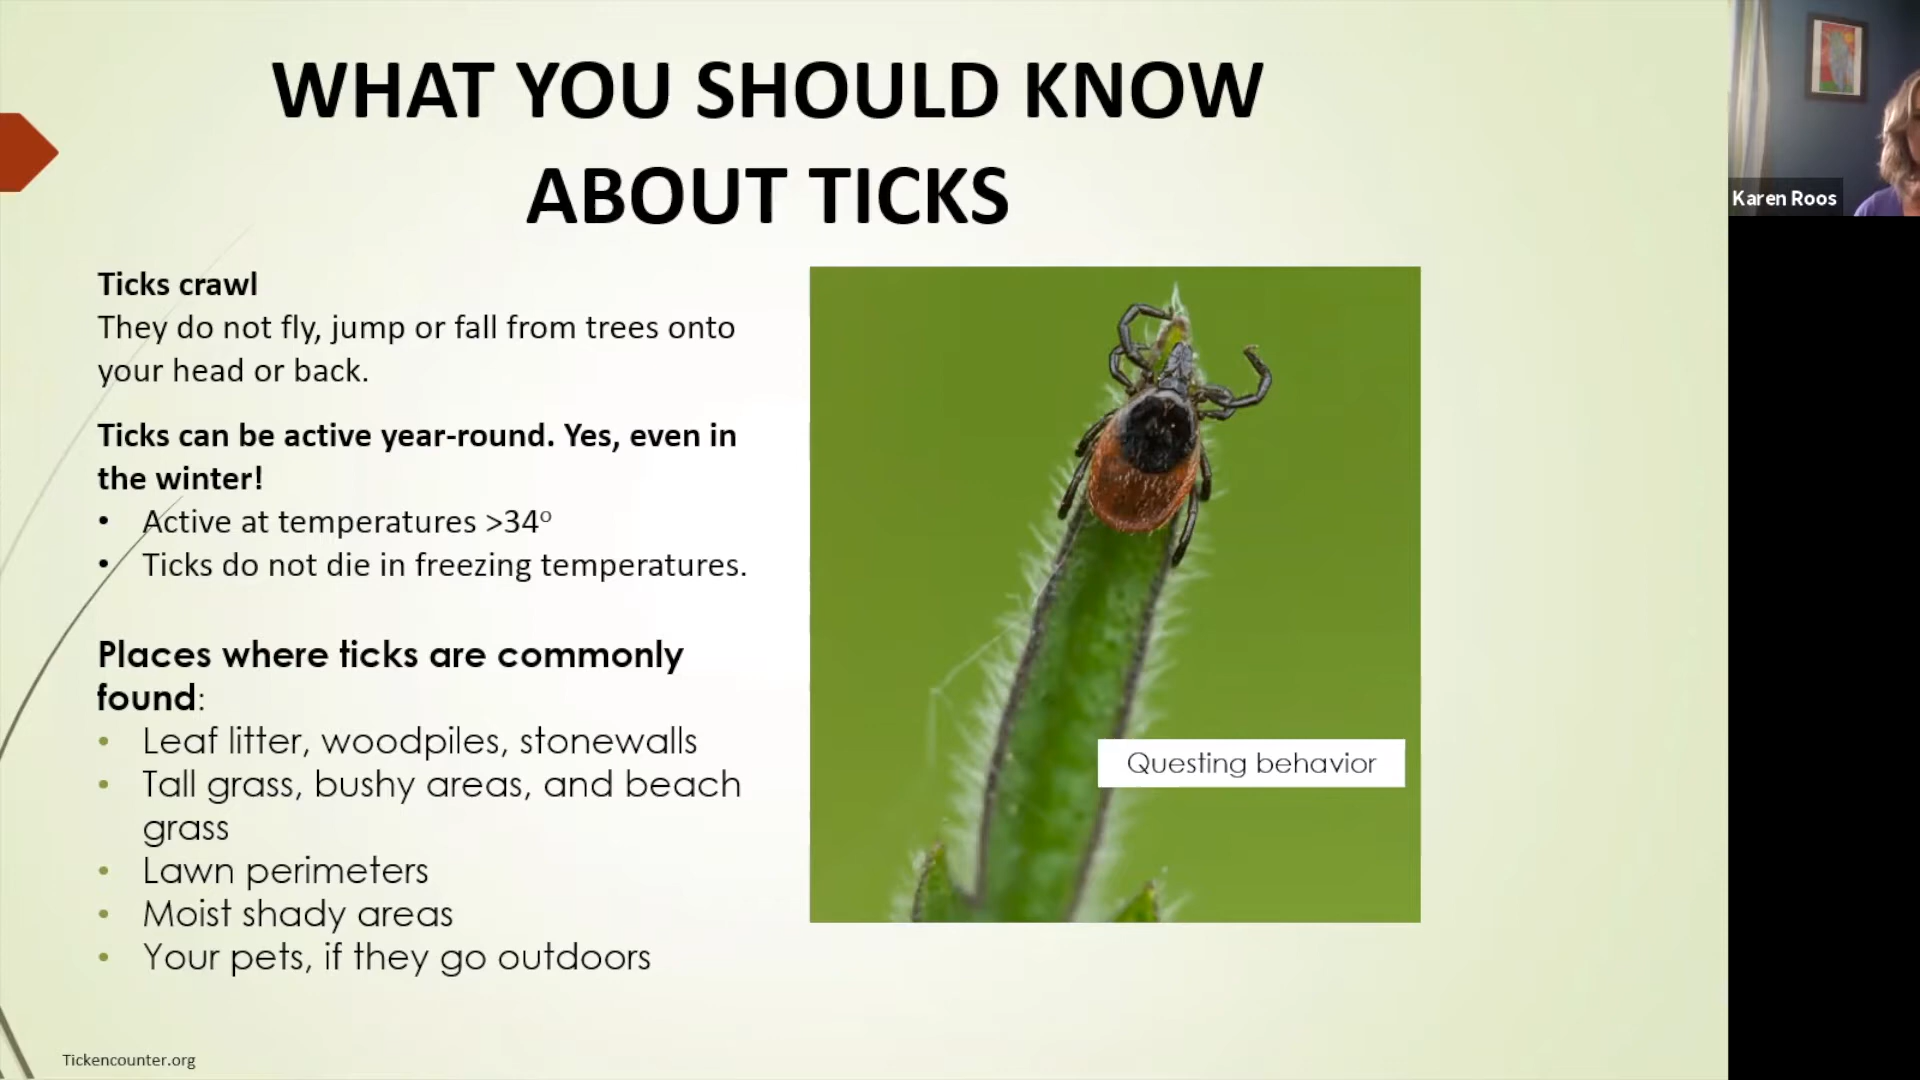 WHAT YOU SHOULD KNOW
ABOUT TICKS
Karen Roos
Ticks crawl
They do not fly, jump or fall from trees onto
your head or back.
Ticks can be active year-round. Yes, even in
the winter!
• Active at temperatures >34º
• Ticks do not die in freezing temperatures.
Places where ticks are commonly
found:
• Leaf litter, woodpiles, stonewalls
• Tall grass, bushy areas, and beach
grass
• Lawn perimeters
• Moist shady areas
• Your pets, if they go outdoors
Questing behavior
Tickencounter.org